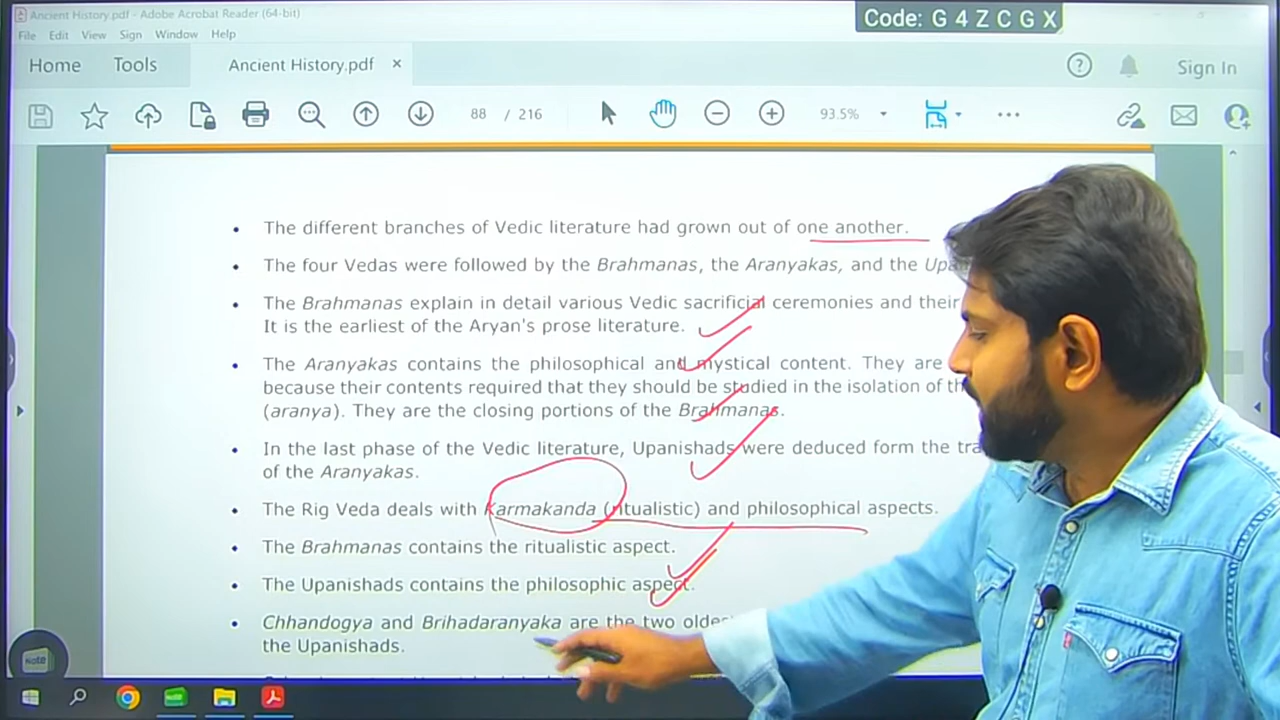 Ancient History.pdf - Adobe Acrobat Reader (64-bit)
Code: G 4 Z C G X
File Edit View Sign Window Help
Home Tools Ancient History.pdf × ? Sign In
88 / 216 93.5%
• The different branches of Vedic literature had grown out of one another.
• The four Vedas were followed by the Brahmanas, the Aranyakas, and the
• The Brahmanas explain in detail various Vedic sacrificial ceremonies and their
It is the earliest of the Aryan's prose literature.
• The Aranyakas contains the philosophical and mystical content. They are
because their contents required that they should be studied in the isolation of
(aranya). They are the closing portions of the Brahmanas.
• In the last phase of the Vedic literature, Upanishads were deduced form the
of the Aranyakas.
• The Rig Veda deals with Karmakanda (ritualistic) and philosophical aspects.
• The Brahmanas contains the ritualistic aspect.
• The Upanishads contains the philosophic aspect.
• Chhandogya and Brihadaranyaka are the two
the Upanishads.
Note